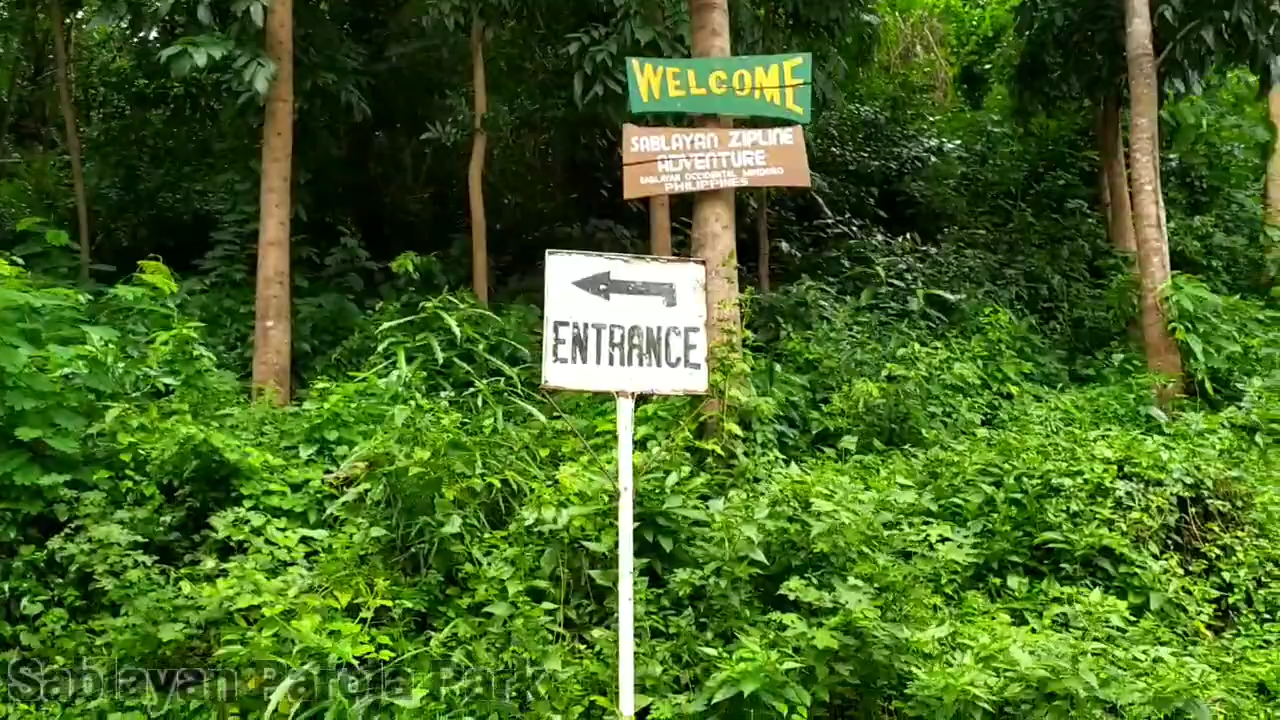 WELCOME
SABLAYAN ZIPLINE
ADVENTURE
SABLAYAN OCCIDENTAL MINDORO
PHILIPPINES
ENTRANCE
Sablayan Parola Park